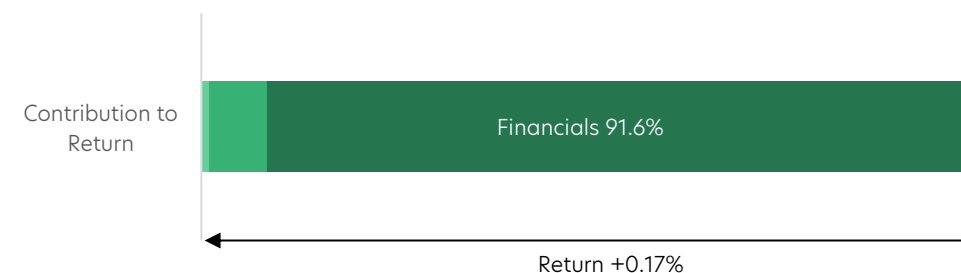 Contribution to
Return
Financials 91.6%
Return +0.17%